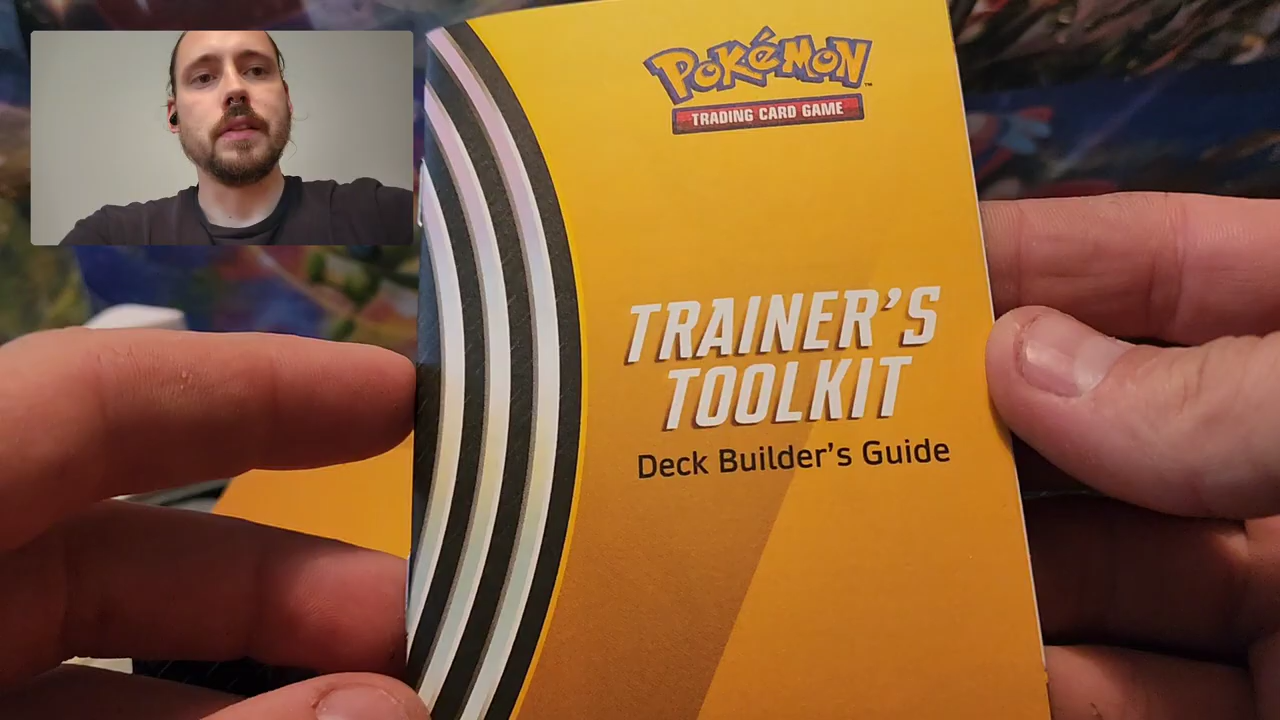 POKéMON
TRADING CARD GAME
TRAINER'S
TOOLKIT
Deck Builder's Guide